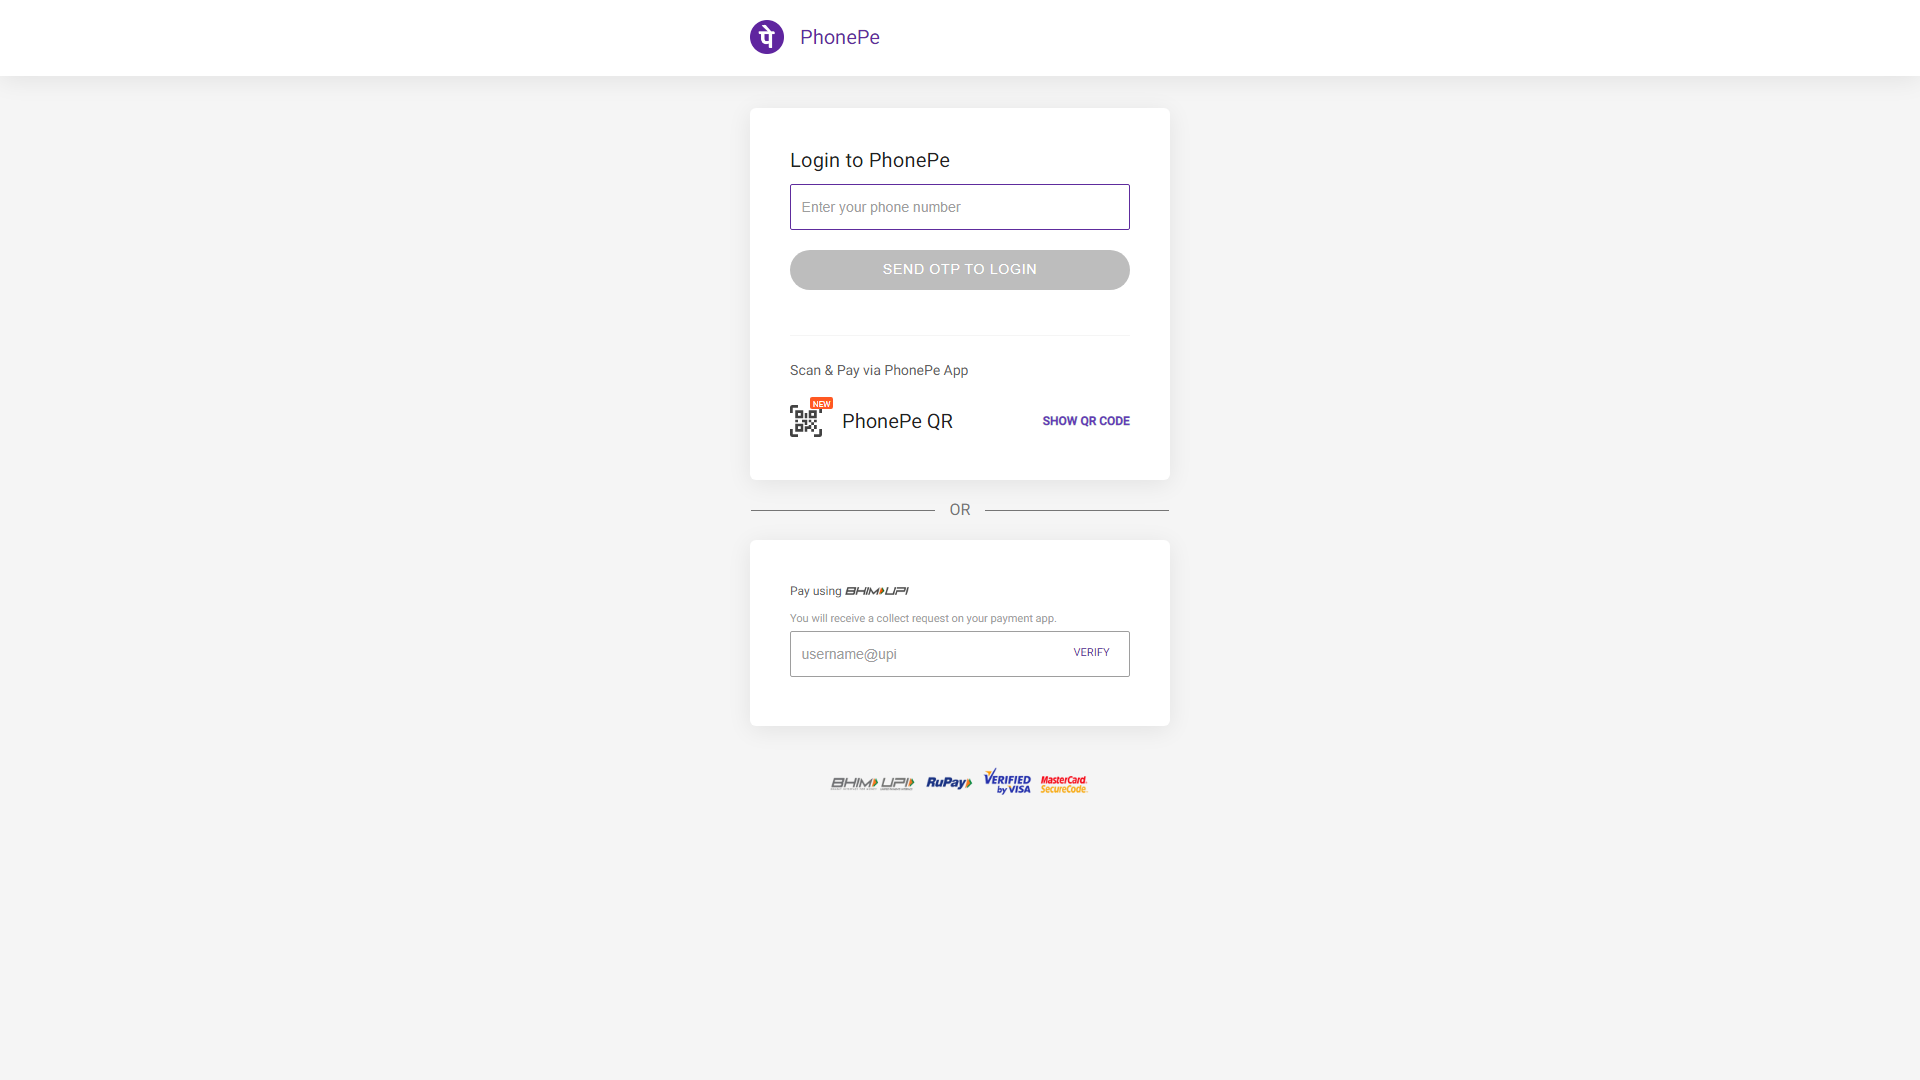 पे PhonePe
Login to PhonePe
Enter your phone number
SEND OTP TO LOGIN
Scan & Pay via PhonePe App
NEW
PhonePe QR
SHOW QR CODE
OR
Pay using BHIM UPI
You will receive a collect request on your payment app.
username@upi
VERIFY
BHIM UPI RuPay VERIFIED by VISA MasterCard. SecureCode.